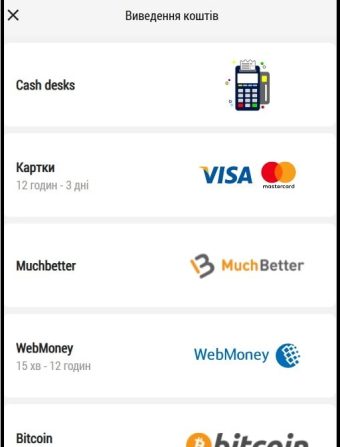 Виведення коштів
Cash desks
Картки
12 годин - 3 дні
VISA
mastercard
Muchbetter
MuchBetter
WebMoney
15 хв - 12 годин
WebMoney
Bitcoin
bitcoin